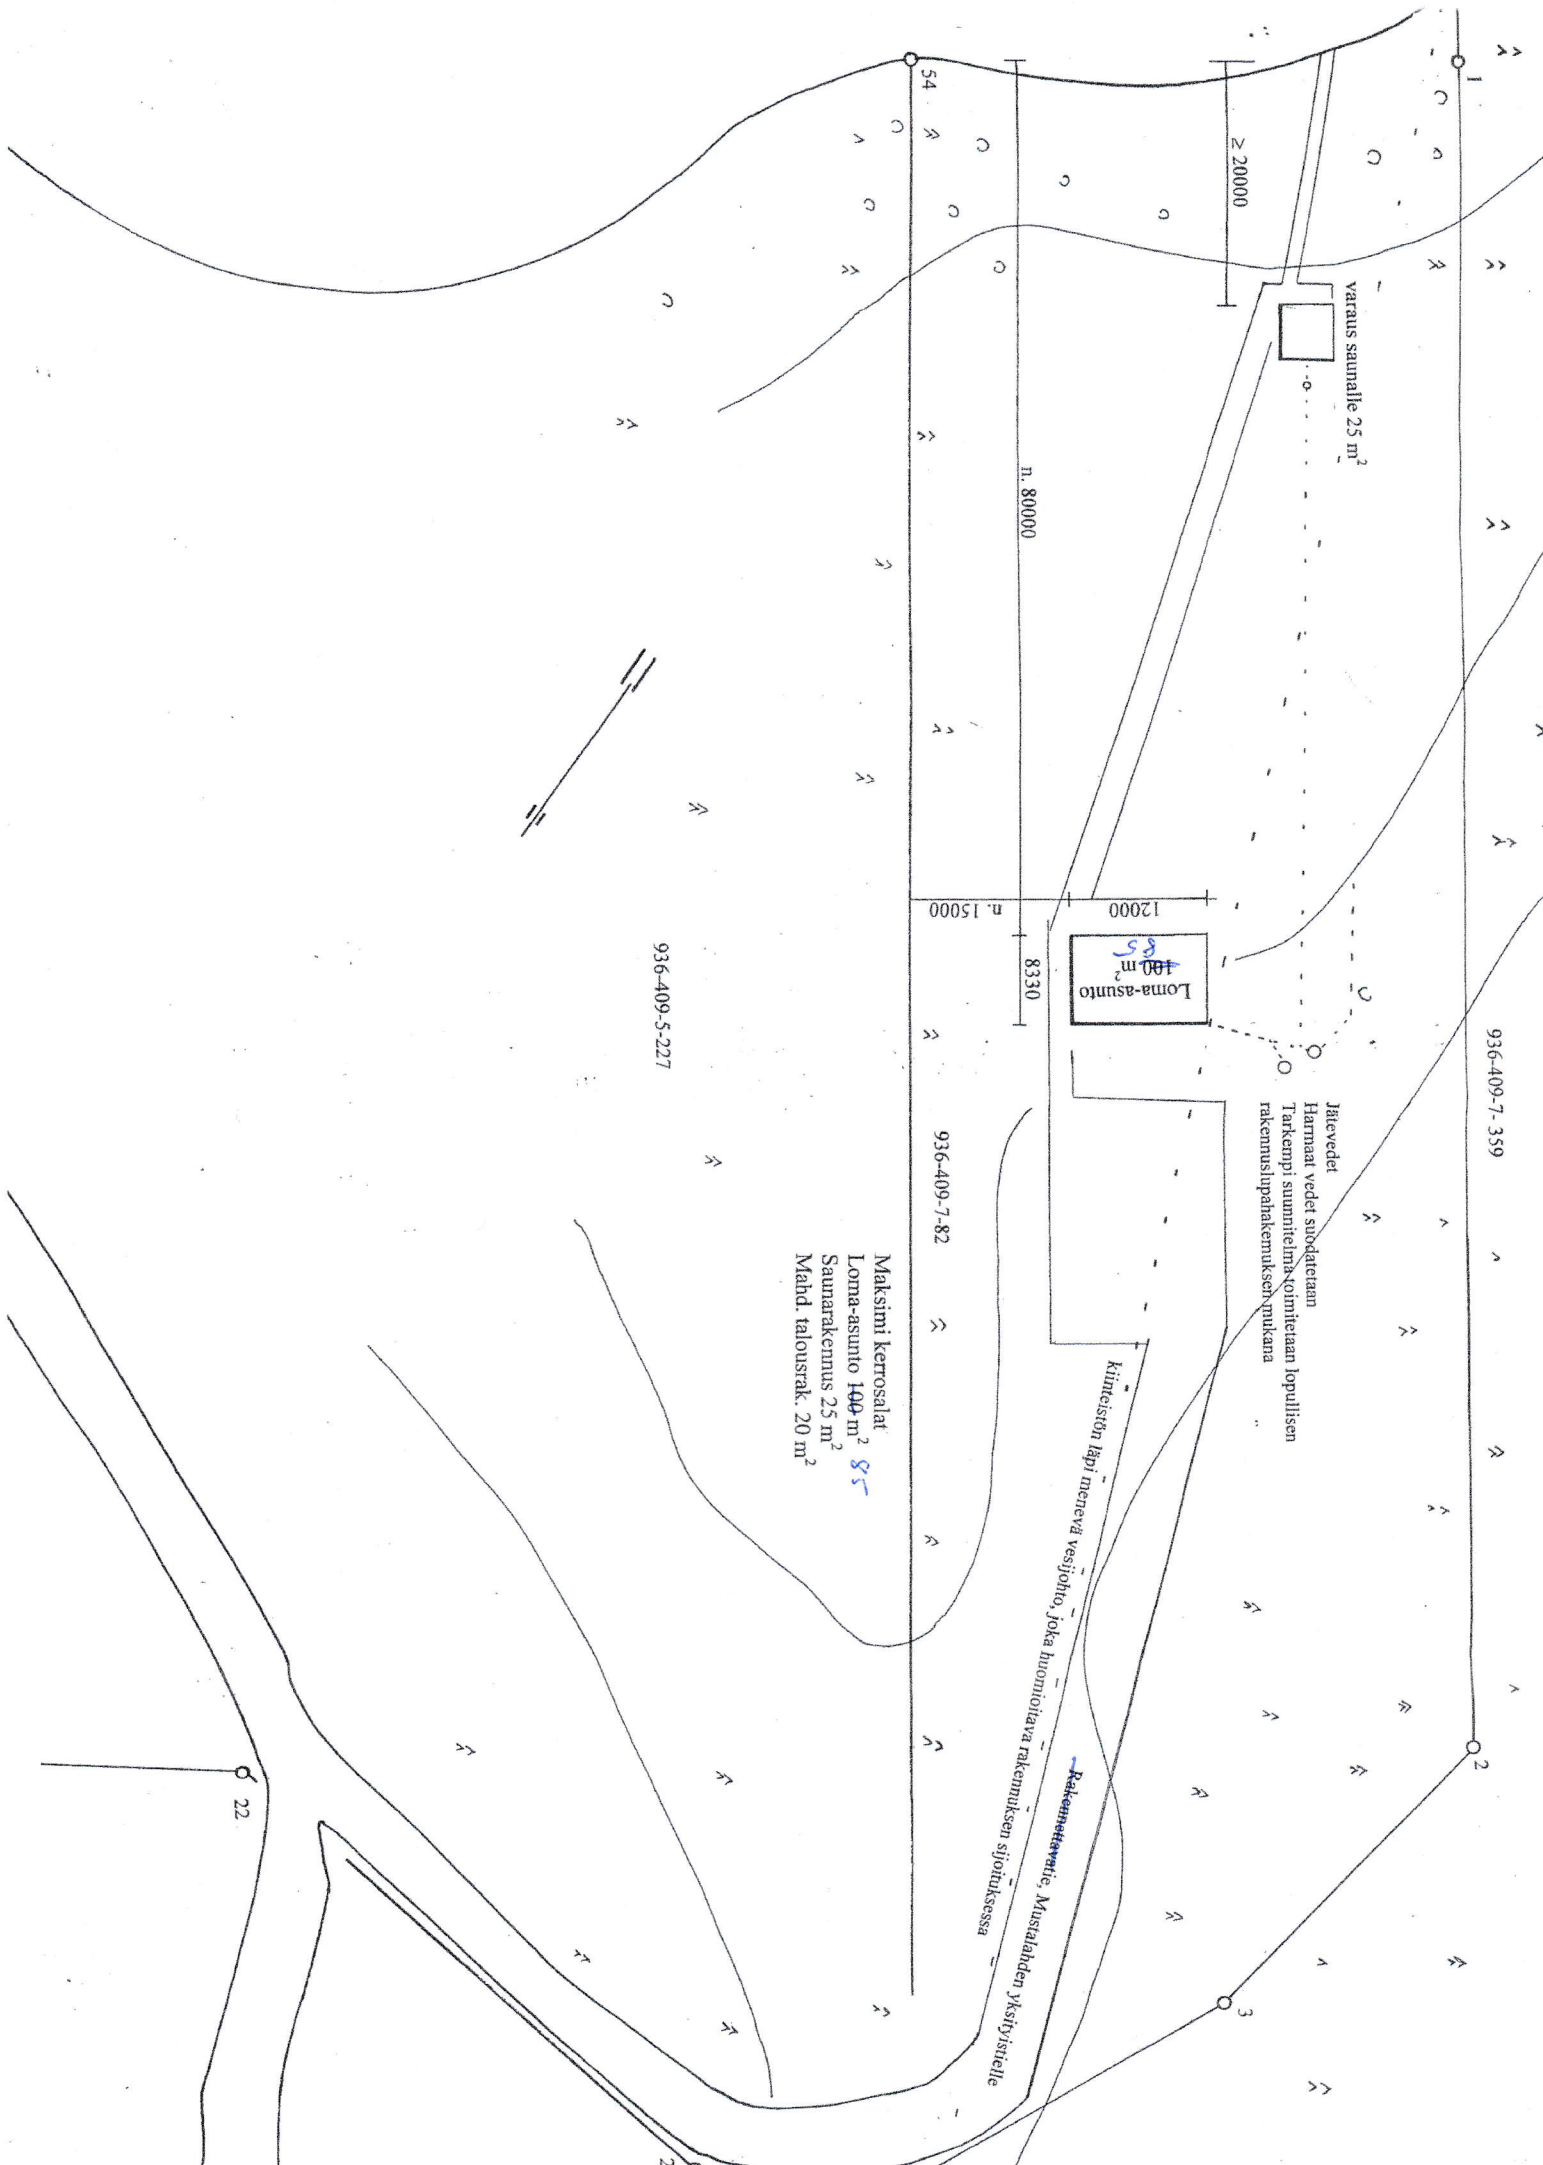 1
54
≥ 20000
varaus saunalle 25 m²
n. 80000
n. 15000
12000
8330
Loma-asunto
100 m²
85
936-409-5-227
936-409-7-82
936-409-7- 359
Jätevedet
Harmaat vedet suodatetaan
Tarkempi suunnitelma toimitetaan lopullisen
rakennuslupahakemuksen mukana
Maksimi kerrosalat
Loma-asunto 100 m² 85
Saunarakennus 25 m²
Mahd. talousrak. 20 m²
kiinteistön läpi menevä vesijohto, joka huomioitava rakennuksen sijoituksessa
Rakennettavatie, Mustalahden yksityistielle
2
3
22